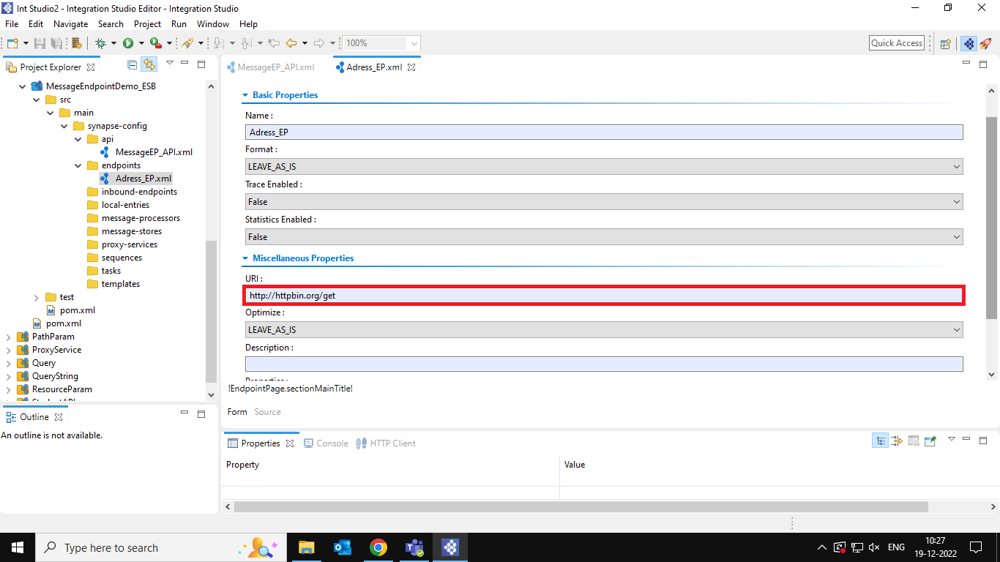 Int Studio2 - Integration Studio Editor - Integration Studio
File Edit Navigate Search Project Run Window Help
100%
Quick Access
Project Explorer
MessageEndpointDemo_ESB
src
main
synapse-config
api
MessageEP_API.xml
endpoints
Adress_EP.xml
inbound-endpoints
local-entries
message-processors
message-stores
proxy-services
sequences
tasks
templates
test
pom.xml
pom.xml
PathParam
ProxyService
Query
QueryString
ResourceParam
Outline
An outline is not available.
MessageEP_API.xml Adress_EP.xml
Basic Properties
Name :
Adress_EP
Format :
LEAVE_AS_IS
Trace Enabled :
False
Statistics Enabled :
False
Miscellaneous Properties
URI :
http://httpbin.org/get
Optimize :
LEAVE_AS_IS
Description :
!EndpointPage.sectionMainTitle!
Form Source
Properties Console HTTP Client
Property Value
Type here to search
ENG
10:27
19-12-2022